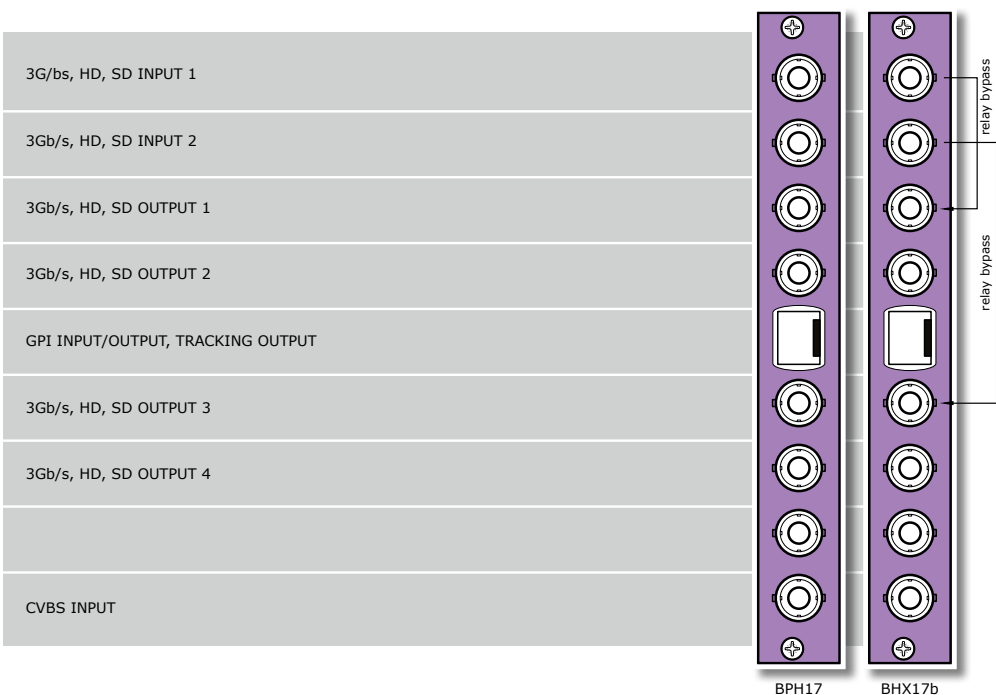 3G/bs, HD, SD INPUT 1
3Gb/s, HD, SD INPUT 2
3Gb/s, HD, SD OUTPUT 1
3Gb/s, HD, SD OUTPUT 2
GPI INPUT/OUTPUT, TRACKING OUTPUT
3Gb/s, HD, SD OUTPUT 3
3Gb/s, HD, SD OUTPUT 4
CVBS INPUT
relay bypass
relay bypass
BPH17
BHX17b